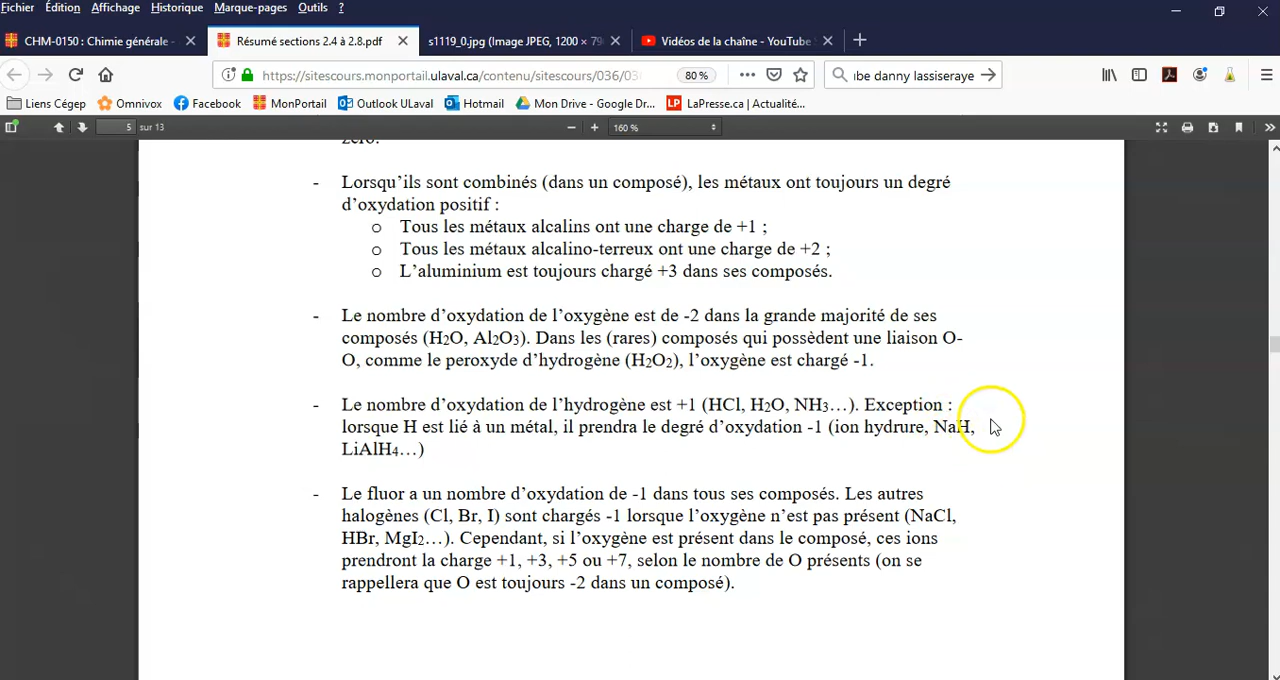 Fichier Édition Affichage Historique Marque-pages Outils ?
CHM-0150 : Chimie générale - Résumé sections 2.4 à 2.8.pdf s1119_0.jpg (Image JPEG, 1200 × 79 Vidéos de la chaîne - YouTube
https://sitescours.monportail.ulaval.ca/contenu/sitescours/036/03 80 % be danny lassiseraye
Liens Cégep Omnivox Facebook MonPortail Outlook ULaval Hotmail Mon Drive - Google Dr... LP LaPresse.ca | Actualité...
5 sur 13 160 %
zéro.
- Lorsqu'ils sont combinés (dans un composé), les métaux ont toujours un degré
d'oxydation positif :
o Tous les métaux alcalins ont une charge de +1 ;
o Tous les métaux alcalino-terreux ont une charge de +2 ;
o L'aluminium est toujours chargé +3 dans ses composés.
- Le nombre d'oxydation de l'oxygène est de -2 dans la grande majorité de ses
composés (H2O, Al2O3). Dans les (rares) composés qui possèdent une liaison O-
O, comme le peroxyde d'hydrogène (H2O2), l'oxygène est chargé -1.
- Le nombre d'oxydation de l'hydrogène est +1 (HCl, H2O, NH3…). Exception :
lorsque H est lié à un métal, il prendra le degré d'oxydation -1 (ion hydrure, NaH,
LiAlH4…)
- Le fluor a un nombre d'oxydation de -1 dans tous ses composés. Les autres
halogènes (Cl, Br, I) sont chargés -1 lorsque l'oxygène n'est pas présent (NaCl,
HBr, MgI2…). Cependant, si l'oxygène est présent dans le composé, ces ions
prendront la charge +1, +3, +5 ou +7, selon le nombre de O présents (on se
rappellera que O est toujours -2 dans un composé).